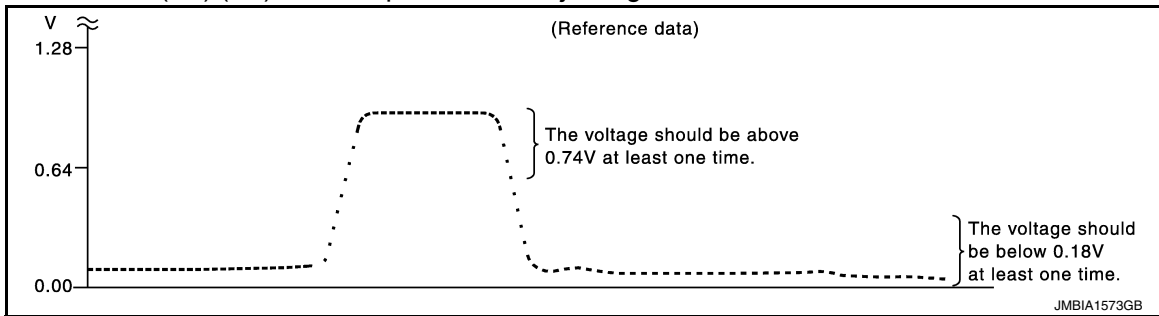 V
(Reference data)
1.28
The voltage should be above
0.74V at least one time.
0.64
The voltage should
be below 0.18V
at least one time.
0.00
JMBIA1573GB